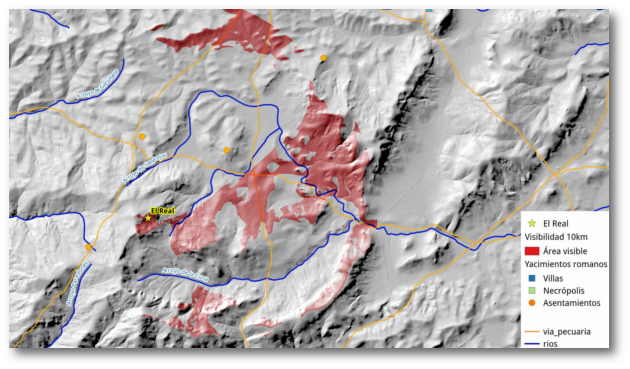 El Real
El Real
Visibilidad 10km
Área visible
Yacimientos romanos
Villas
Necrópolis
Asentamientos
via_pecuaria
rios